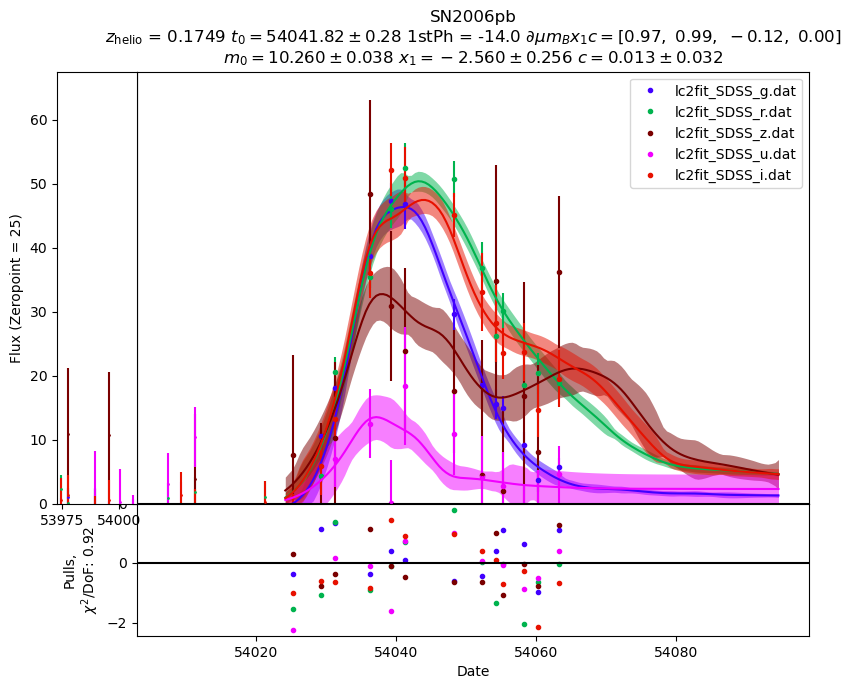 SN2006pb
z_helio = 0.1749 t_0 = 54041.82 ± 0.28 1stPh = -14.0 ∂μm_Bx_1c = [0.97, 0.99, −0.12, 0.00]
m_0 = 10.260 ± 0.038 x_1 = −2.560 ± 0.256 c = 0.013 ± 0.032
lc2fit_SDSS_g.dat
lc2fit_SDSS_r.dat
lc2fit_SDSS_z.dat
lc2fit_SDSS_u.dat
lc2fit_SDSS_i.dat
Flux (Zeropoint = 25)
60
50
40
30
20
10
0
53975 54000
Pulls,
χ²/DoF: 0.92
0
−2
54020 54040 54060 54080
Date